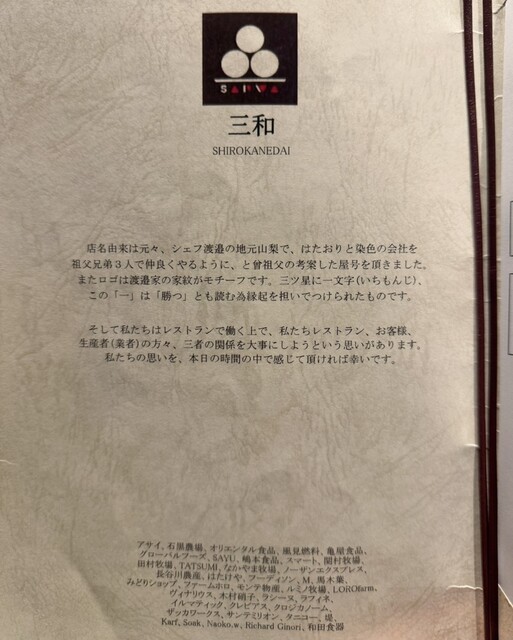 SANWA
三和
SHIROKANEDAI
店名由来は元々、シェフ渡邉の地元山梨で、はたおりと染色の会社を
祖父兄弟3人で仲良くやるように、と曾祖父の考案した屋号を頂きました。
またロゴは渡邉家の家紋がモチーフです。三ツ星に一文字(いちもんじ)、
この「一」は「勝つ」とも読む為縁起を担いでつけられたものです。
そして私たちはレストランで働く上で、私たちレストラン、お客様、
生産者(業者)の方々、三者の関係を大事にしようという思いがあります。
私たちの思いを、本日の時間の中で感じて頂ければ幸いです。
アサイ、石黒農場、オリエンタル食品、風見燃料、亀屋食品、
グローバルフーズ、SAYU、嶋本食品、スマート、関村牧場、
田村牧場、TATSUMI、なかやま牧場、ノーザンエクスプレス、
長谷川農産、はたけや、フーディソン、M、馬木葉、
みどりショップ、ファームホロ、モンテ物産、ルミノ牧場、LOROfarm、
ヴィナリウス、木村硝子、ラシーヌ、ラフィネ、
イルマティック、クレピアス、クロジカノーム、
ザッカワークス、サンテミリオン、タニコー、堤、
Karf, Soak, Naoko.w, Richard Ginori, 和田食器